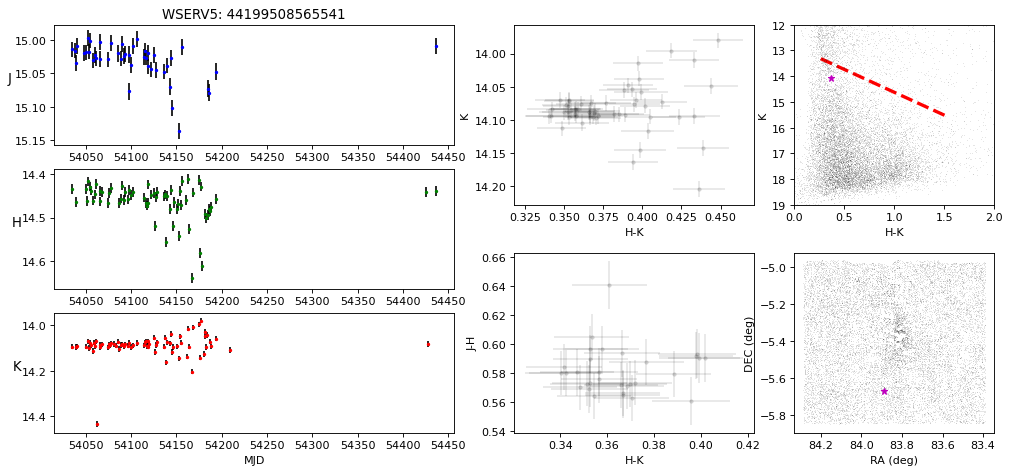 WSERV5: 44199508565541
J
15.00
15.05
15.10
15.15
54050 54100 54150 54200 54250 54300 54350 54400 54450
H
14.4
14.5
14.6
54050 54100 54150 54200 54250 54300 54350 54400 54450
K
14.0
14.2
14.4
54050 54100 54150 54200 54250 54300 54350 54400 54450
MJD
K
14.00
14.05
14.10
14.15
14.20
0.325 0.350 0.375 0.400 0.425 0.450
H-K
K
12
13
14
15
16
17
18
19
0.0 0.5 1.0 1.5 2.0
H-K
J-H
0.66
0.64
0.62
0.60
0.58
0.56
0.54
0.34 0.36 0.38 0.40 0.42
H-K
DEC (deg)
−5.0
−5.2
−5.4
−5.6
−5.8
84.2 84.0 83.8 83.6 83.4
RA (deg)